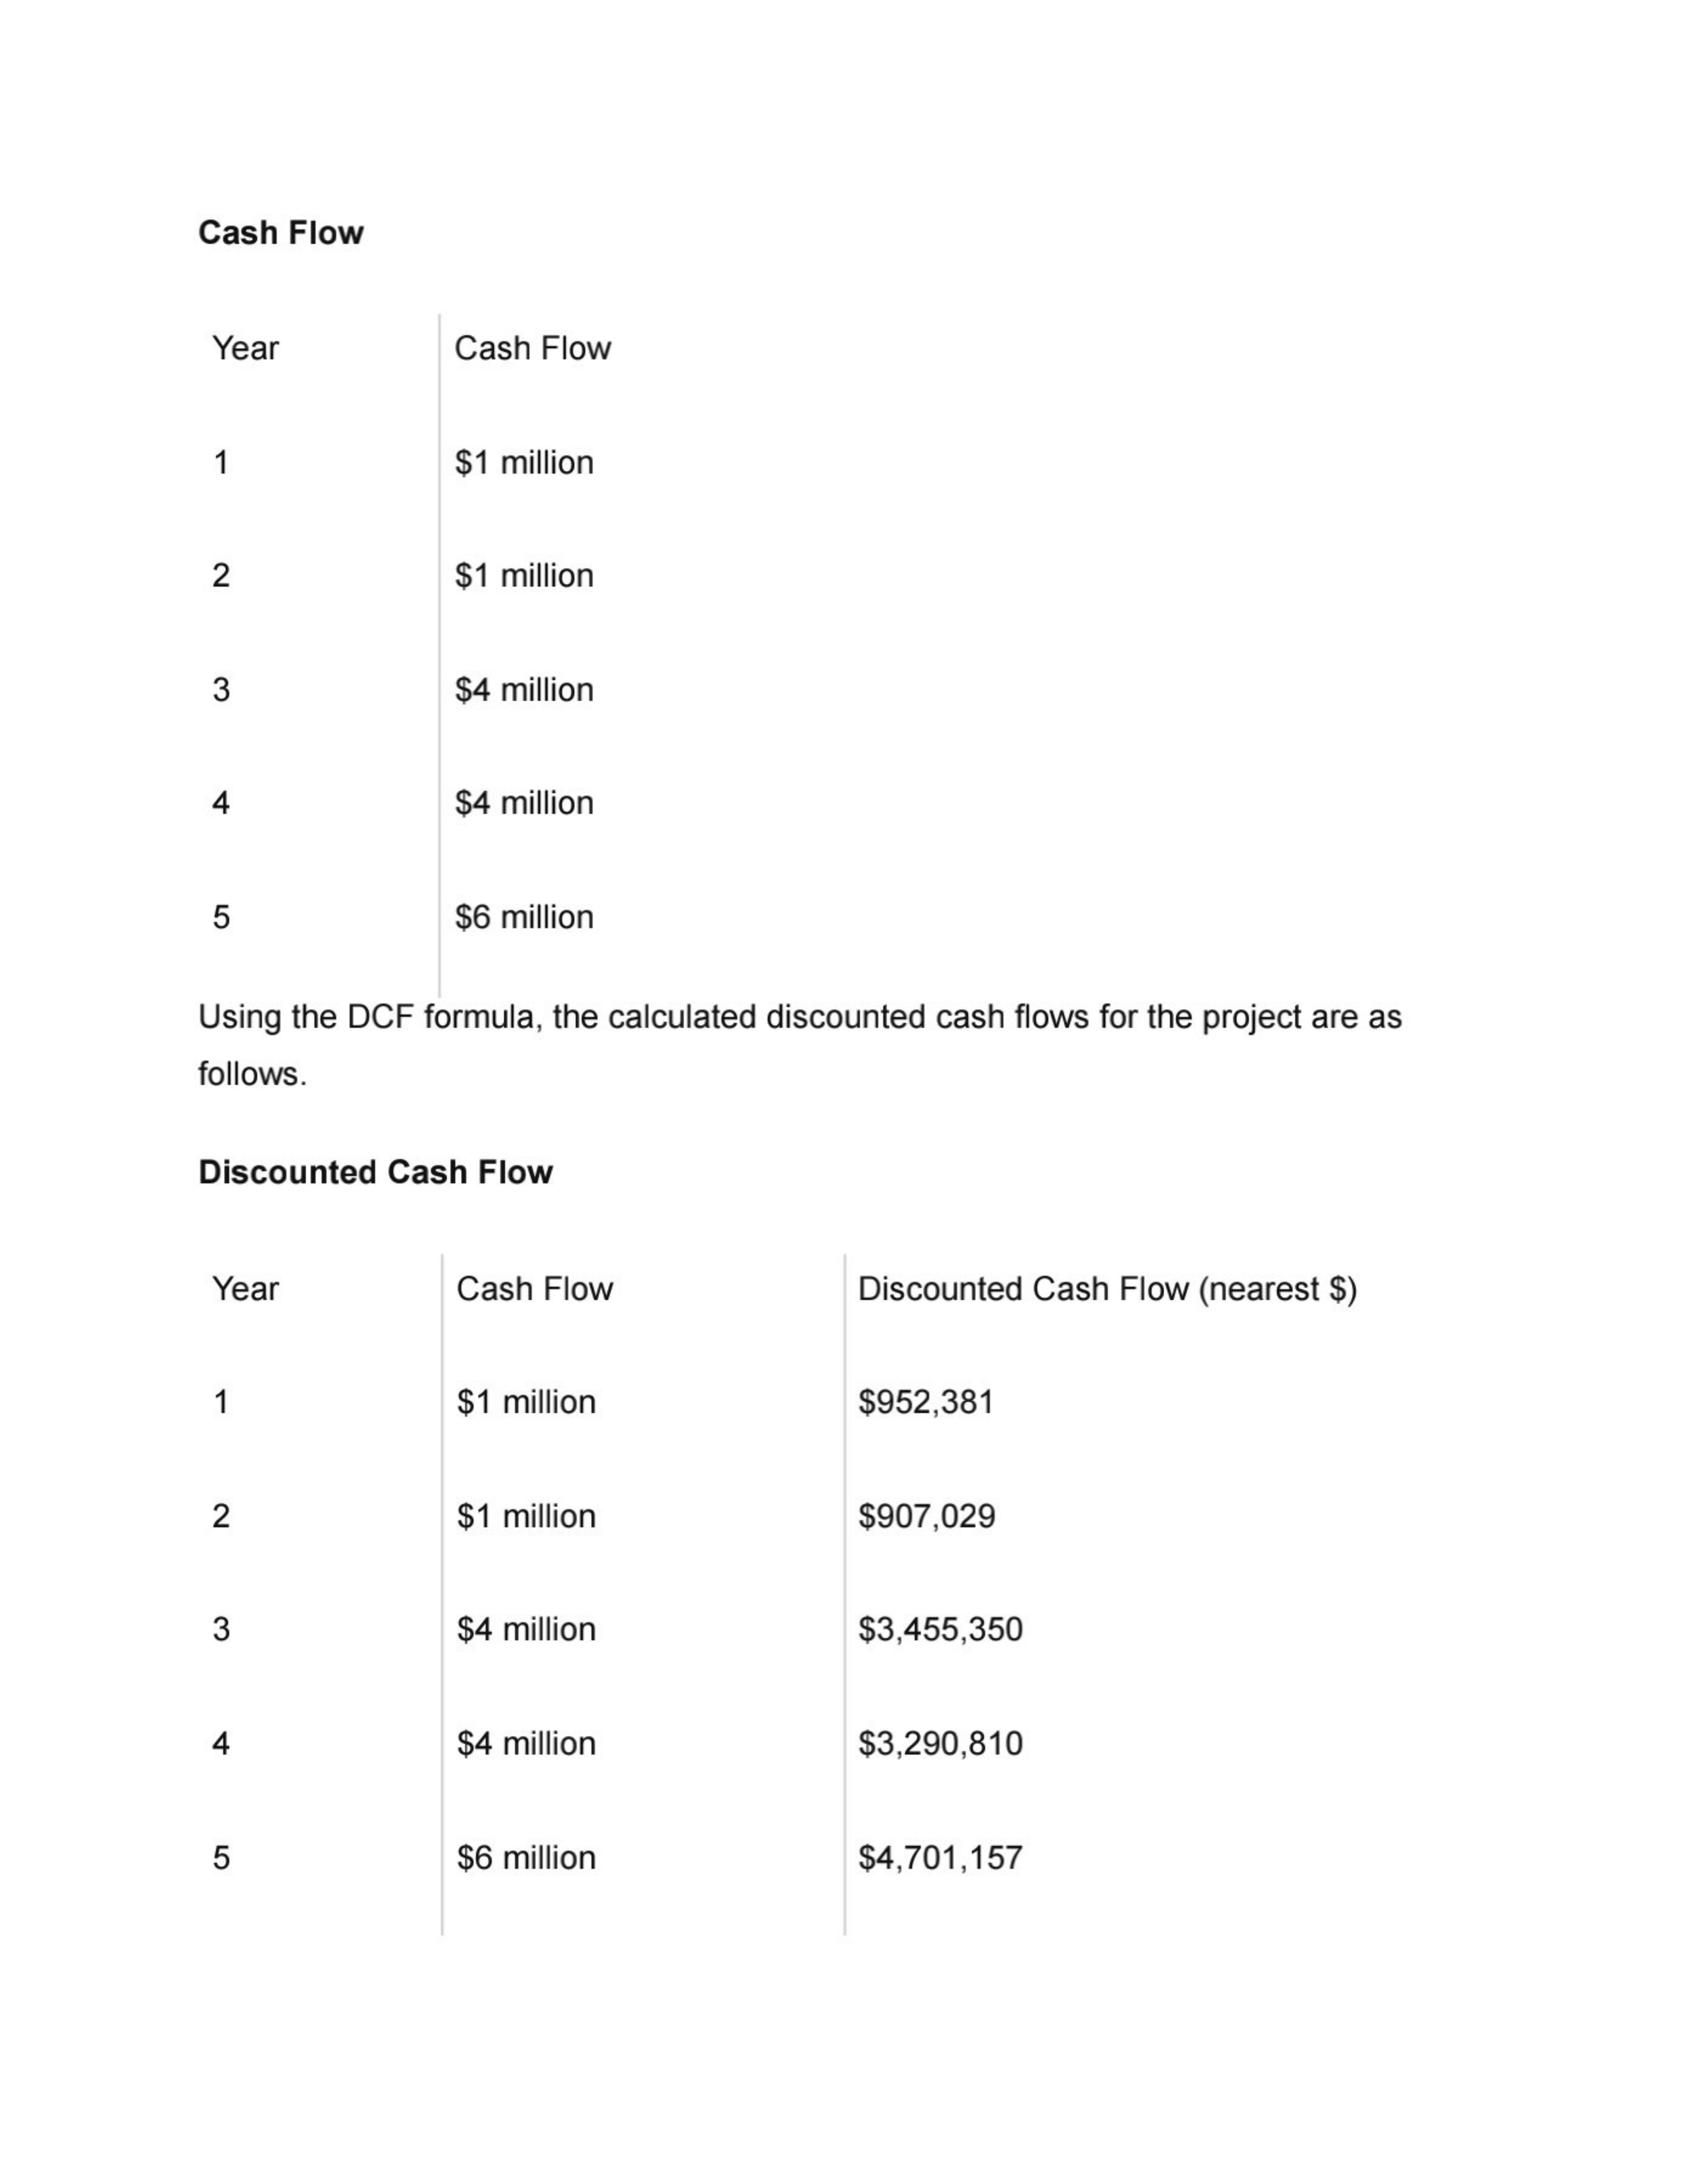 Cash Flow
Year Cash Flow
1 $1 million
2 $1 million
3 $4 million
4 $4 million
5 $6 million
Using the DCF formula, the calculated discounted cash flows for the project are as
follows.
Discounted Cash Flow
Year Cash Flow Discounted Cash Flow (nearest $)
1 $1 million $952,381
2 $1 million $907,029
3 $4 million $3,455,350
4 $4 million $3,290,810
5 $6 million $4,701,157